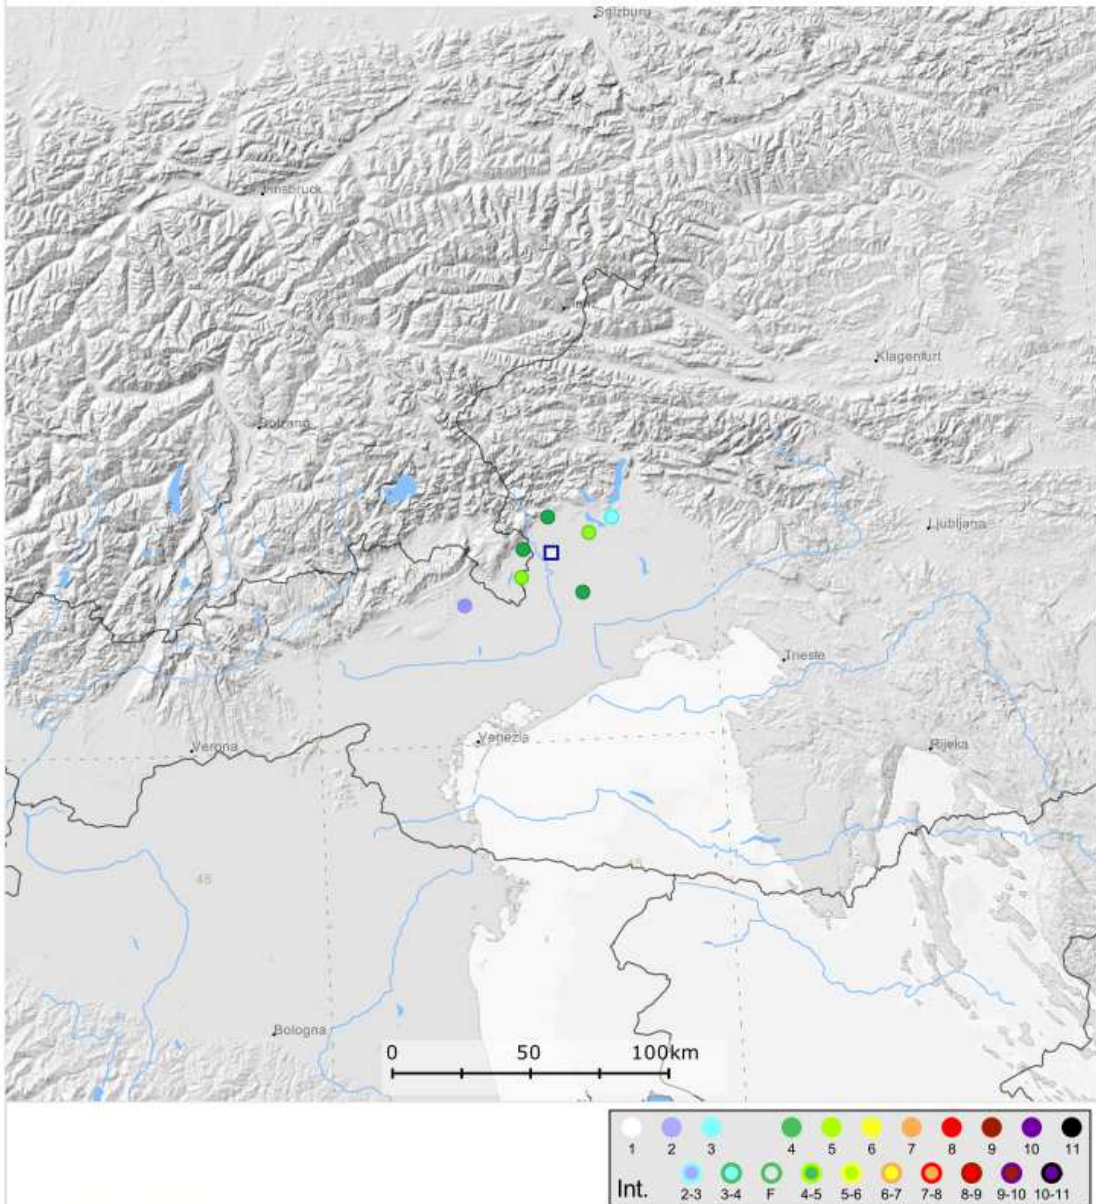 Salzburg
Innsbruck
Klagenfurt
Bolzano
Ljubljana
Trieste
Venezia
Verona
Rijeka
45
45
45
Bologna
0 50 100km
1 2 3 4 5 6 7 8 9 10 11
Int. 2-3 3-4 F 4-5 5-6 6-7 7-8 8-9 9-10 10-11